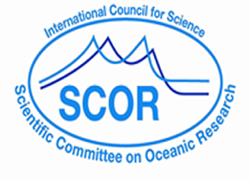 International Council for Science
SCOR
Scientific Committee on Oceanic Research